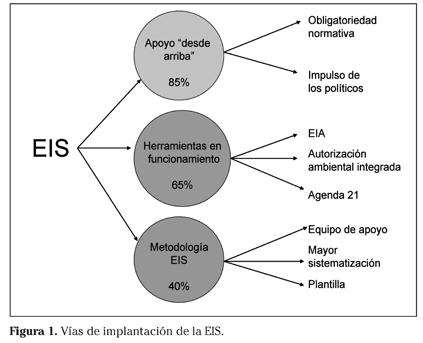 EIS
Apoyo “desde
arriba”
85%
Obligatoriedad
normativa
Impulso de
los políticos
Herramientas en
funcionamiento
65%
EIA
Autorización
ambiental integrada
Agenda 21
Metodología
EIS
40%
Equipo de apoyo
Mayor
sistematización
Plantilla
Figura 1. Vías de implantación de la EIS.